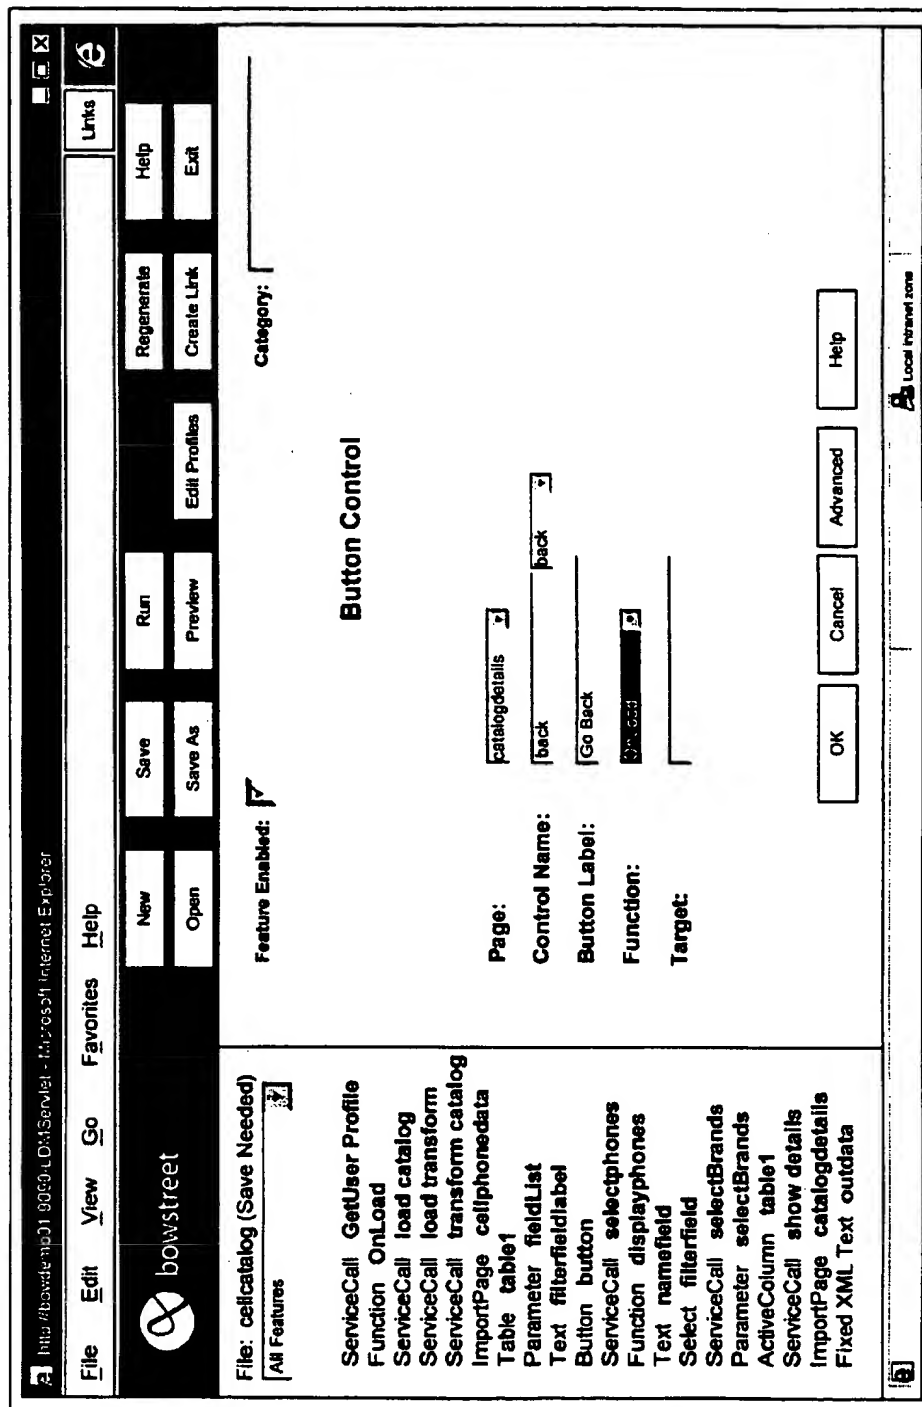 http://bowdemo01:8080/LDM/Servlet - Microsoft Internet Explorer
File Edit View Go Favorites Help
Links
bowstreet
New Save Run Regenerate Help
Open Save As Preview Edit Profiles Create Link Exit
File: cellcatalog (Save Needed)
All Features
ServiceCall GetUser Profile
Function OnLoad
ServiceCall load catalog
ServiceCall load transform
ServiceCall transform catalog
ImportPage cellphonedata
Table table1
Parameter fieldList
Text filterfieldlabel
Button button
ServiceCall selectphones
Function displayphones
Text namefield
Select filterfield
ServiceCall selectBrands
Parameter selectBrands
ActiveColumn table1
ServiceCall show details
ImportPage catalogdetails
Fixed XML Text outdata
Feature Enabled:
Category:
Button Control
Page: catalogdetails
Control Name: back back
Button Label: Go Back
Function:
Target:
OK Cancel Advanced Help
Local intranet zone